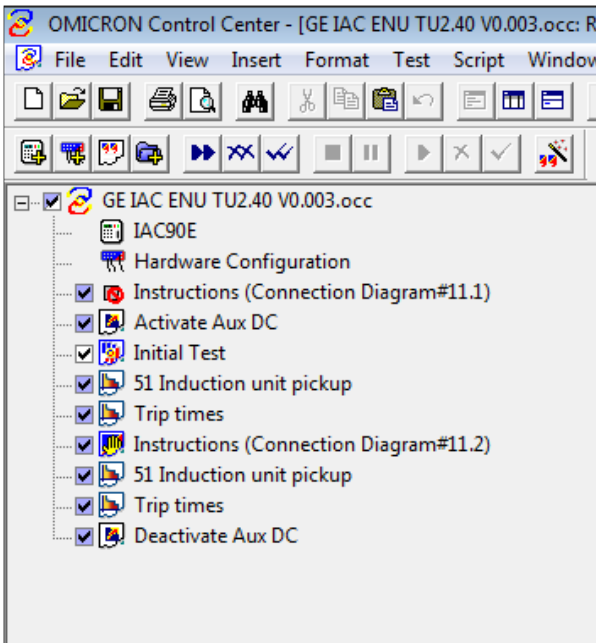 OMICRON Control Center - [GE IAC ENU TU2.40 V0.003.occ: R
File Edit View Insert Format Test Script Window
GE IAC ENU TU2.40 V0.003.occ
IAC90E
Hardware Configuration
Instructions (Connection Diagram#11.1)
Activate Aux DC
Initial Test
51 Induction unit pickup
Trip times
Instructions (Connection Diagram#11.2)
51 Induction unit pickup
Trip times
Deactivate Aux DC